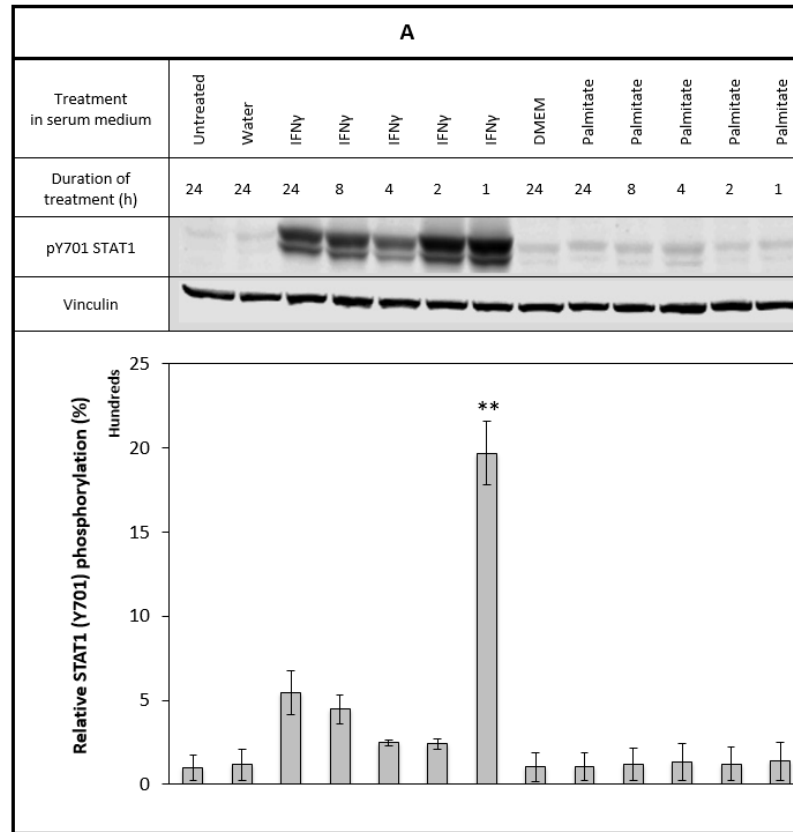 A
Treatment
in serum medium
Untreated
Water
IFNγ
IFNγ
IFNγ
IFNγ
IFNγ
DMEM
Palmitate
Palmitate
Palmitate
Palmitate
Palmitate
Duration of
treatment (h)
24 24 24 8 4 2 1 24 24 8 4 2 1
pY701 STAT1
Vinculin
Relative STAT1 (Y701) phosphorylation (%)
Hundreds
25
20
15
10
5
0
**